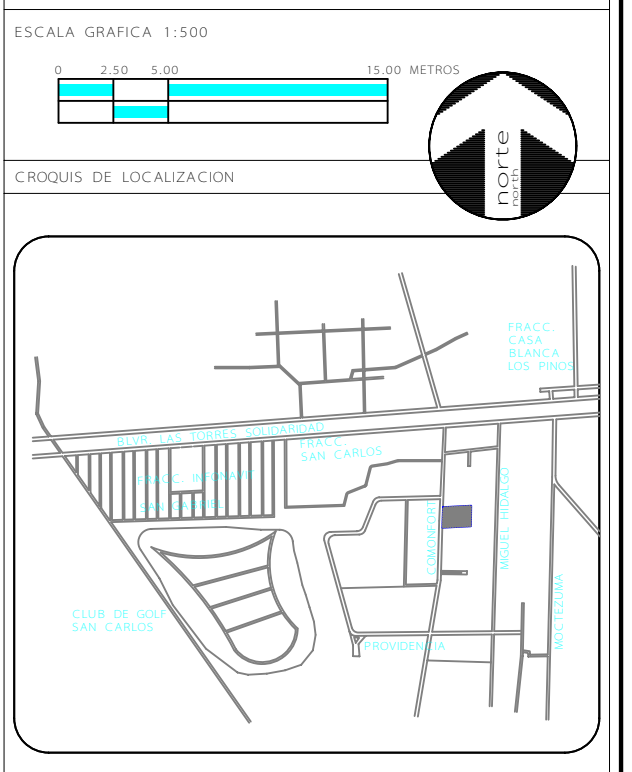 ESCALA GRAFICA 1:500
0 2.50 5.00 15.00 METROS
norte
north
CROQUIS DE LOCALIZACION
FRACC.
CASA
BLANCA
LOS PINOS
BLVR. LAS TORRES SOLIDARIDAD
FRACC.
SAN CARLOS
FRACC. INFONAVIT
SAN GABRIEL
COMONFORT
MIGUEL HIDALGO
MOCTEZUMA
CLUB DE GOLF
SAN CARLOS
PROVIDENCIA